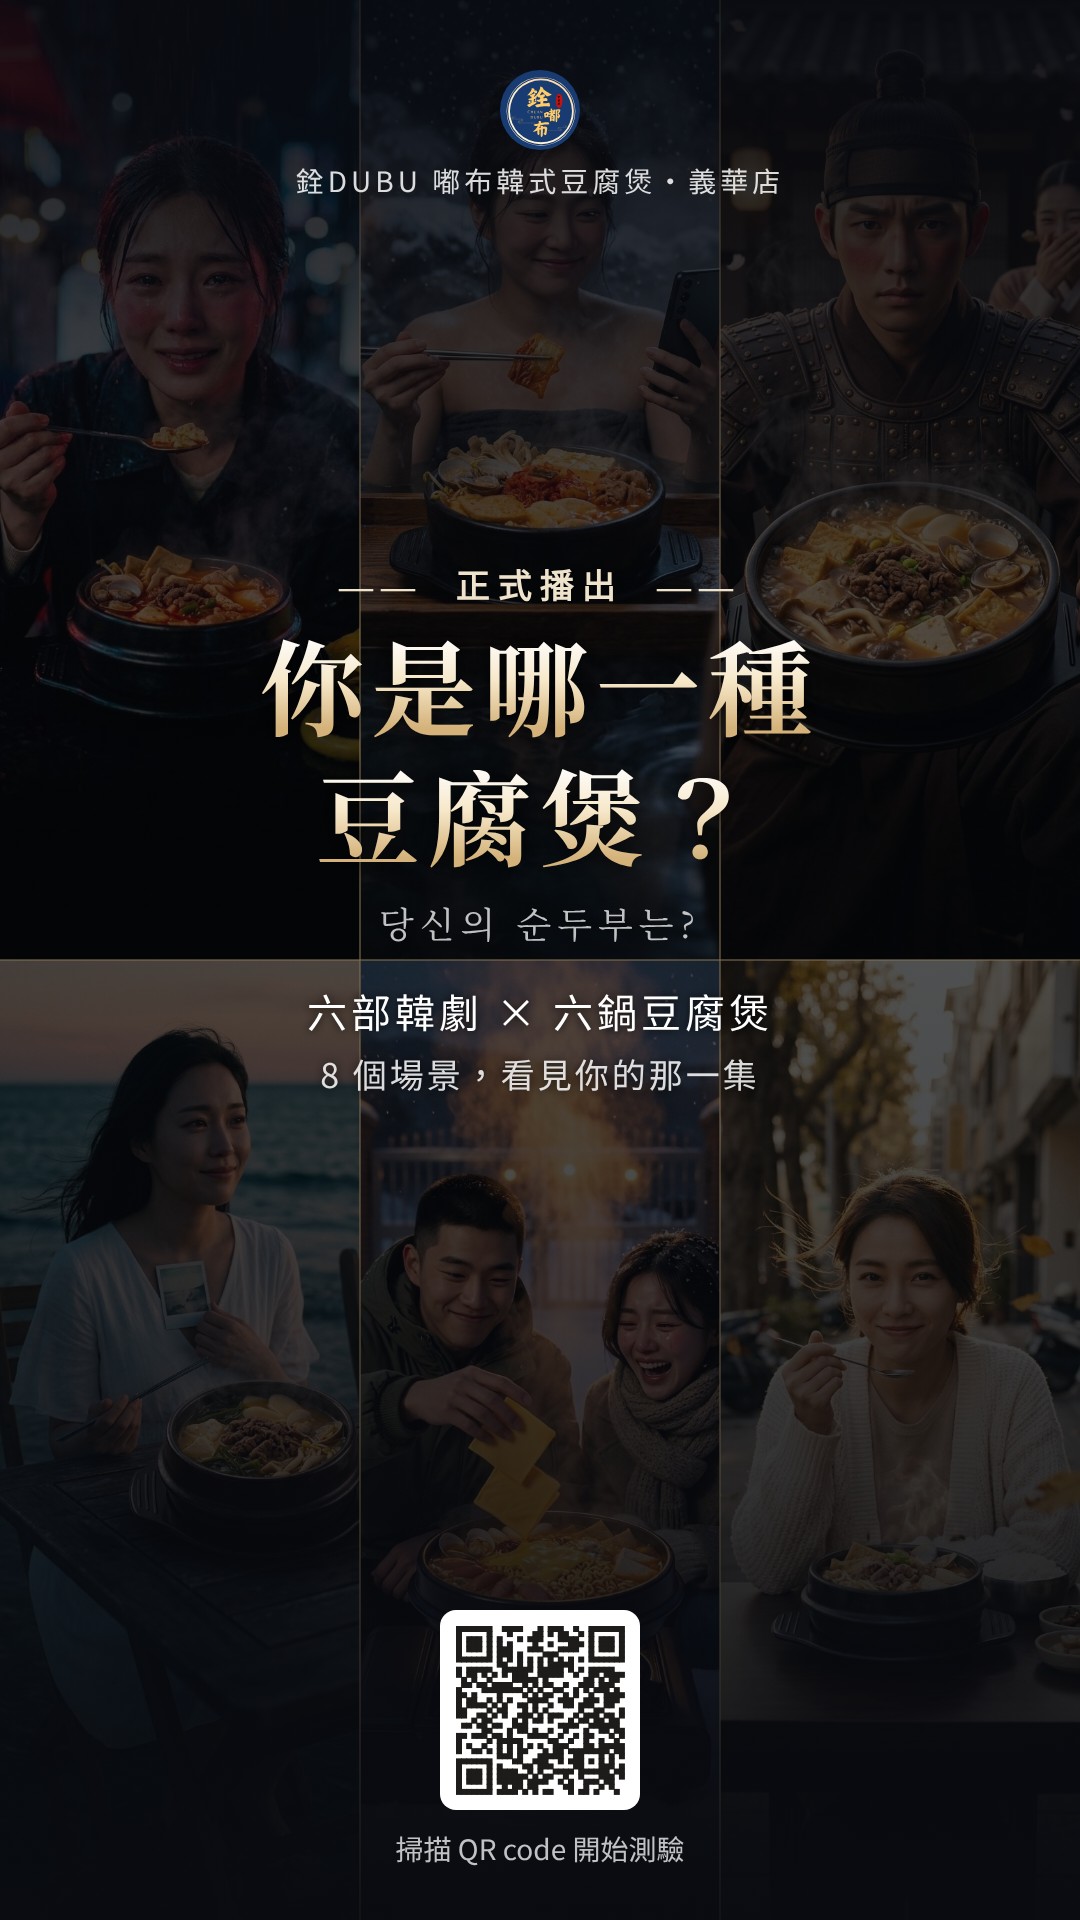 銓
嘟
布
銓DUBU 嘟布韓式豆腐煲・義華店
—— 正式播出 ——
你是哪一種
豆腐煲？
당신의 순두부는?
六部韓劇 × 六鍋豆腐煲
8 個場景，看見你的那一集
掃描 QR code 開始測驗